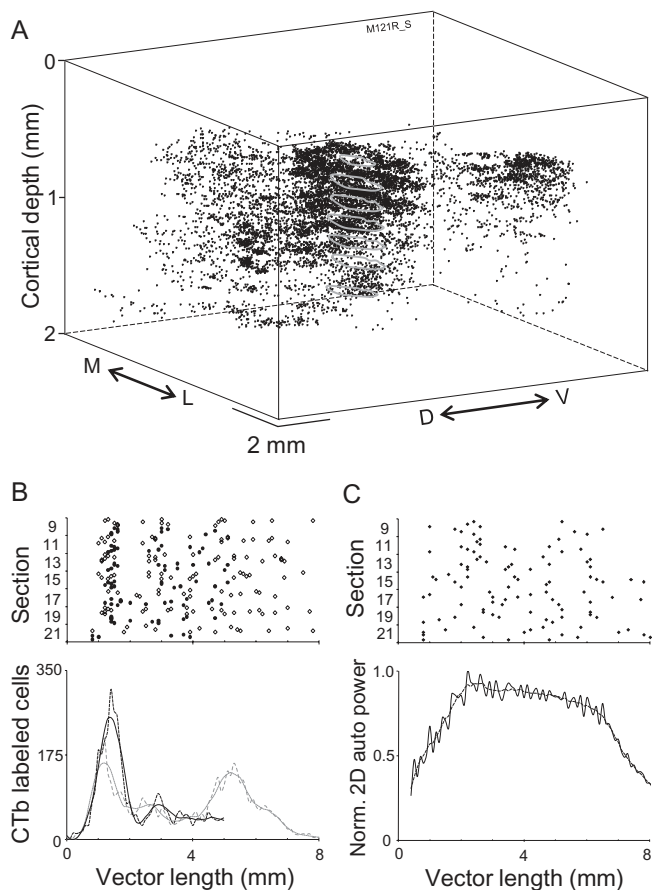 A
M121R_S
0
Cortical depth (mm)
1
2
M
L
2 mm
D
V
B
Section
9
11
13
15
17
19
21
CTb labeled cells
350
175
0
0
4
8
Vector length (mm)
C
Section
9
11
13
15
17
19
21
Norm. 2D auto power
1.0
0.5
0
0
4
8
Vector length (mm)